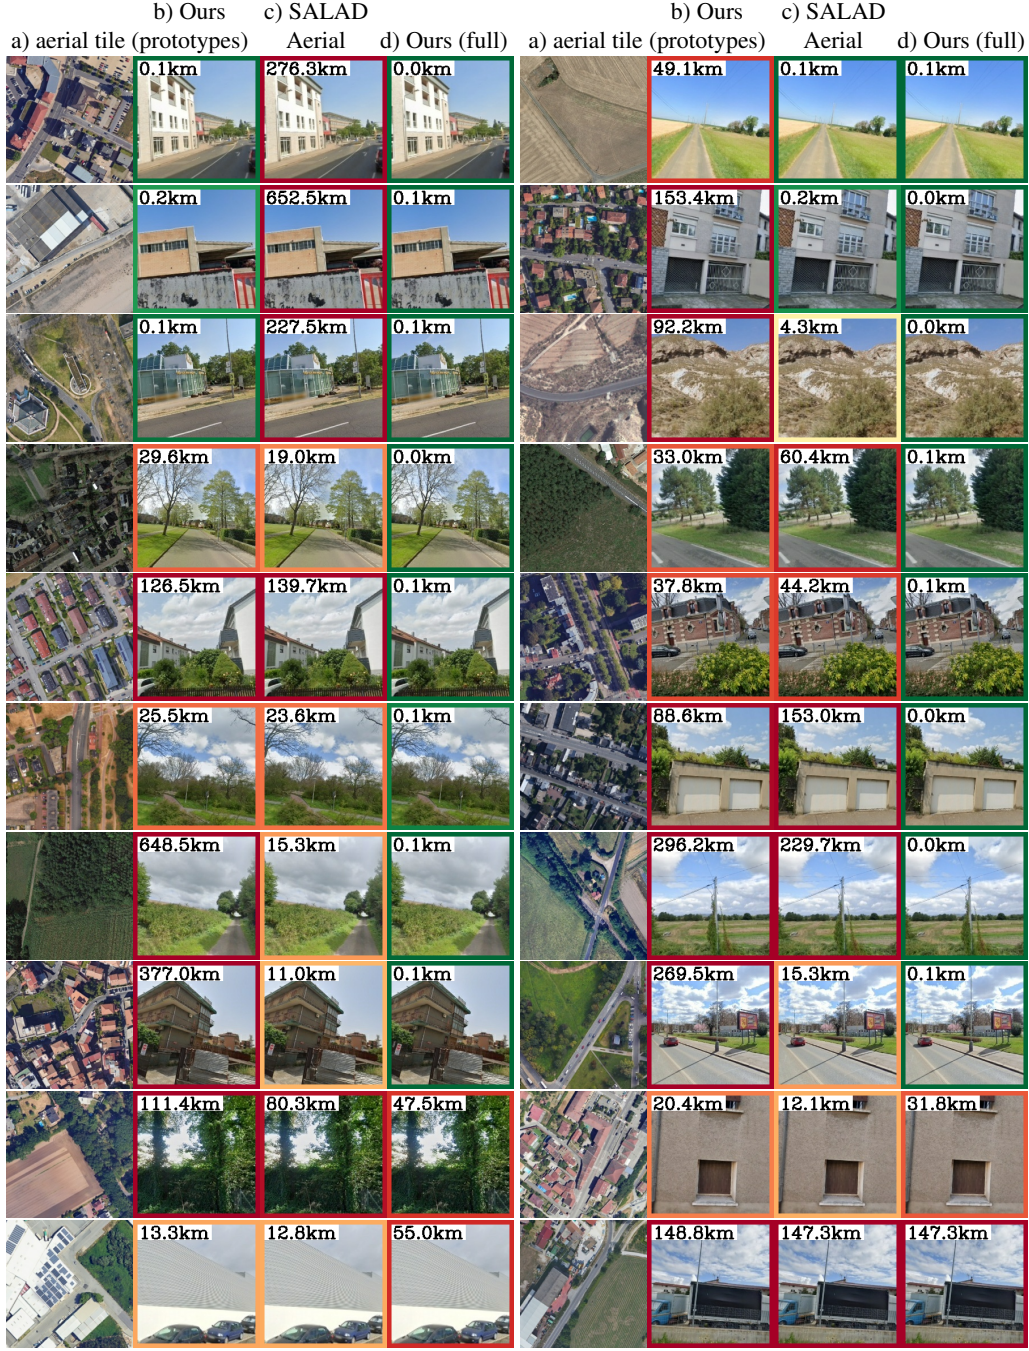 b) Ours c) SALAD b) Ours c) SALAD
a) aerial tile (prototypes) Aerial d) Ours (full) a) aerial tile (prototypes) Aerial d) Ours (full)
0.1km 276.3km 0.0km 49.1km 0.1km 0.1km
0.2km 652.5km 0.1km 153.4km 0.2km 0.0km
0.1km 227.5km 0.1km 92.2km 4.3km 0.0km
29.6km 19.0km 0.0km 33.0km 60.4km 0.1km
126.5km 139.7km 0.1km 37.8km 44.2km 0.1km
25.5km 23.6km 0.1km 88.6km 153.0km 0.0km
648.5km 15.3km 0.1km 296.2km 229.7km 0.0km
377.0km 11.0km 0.1km 269.5km 15.3km 0.1km
111.4km 80.3km 47.5km 20.4km 12.1km 31.8km
13.3km 12.8km 55.0km 148.8km 147.3km 147.3km